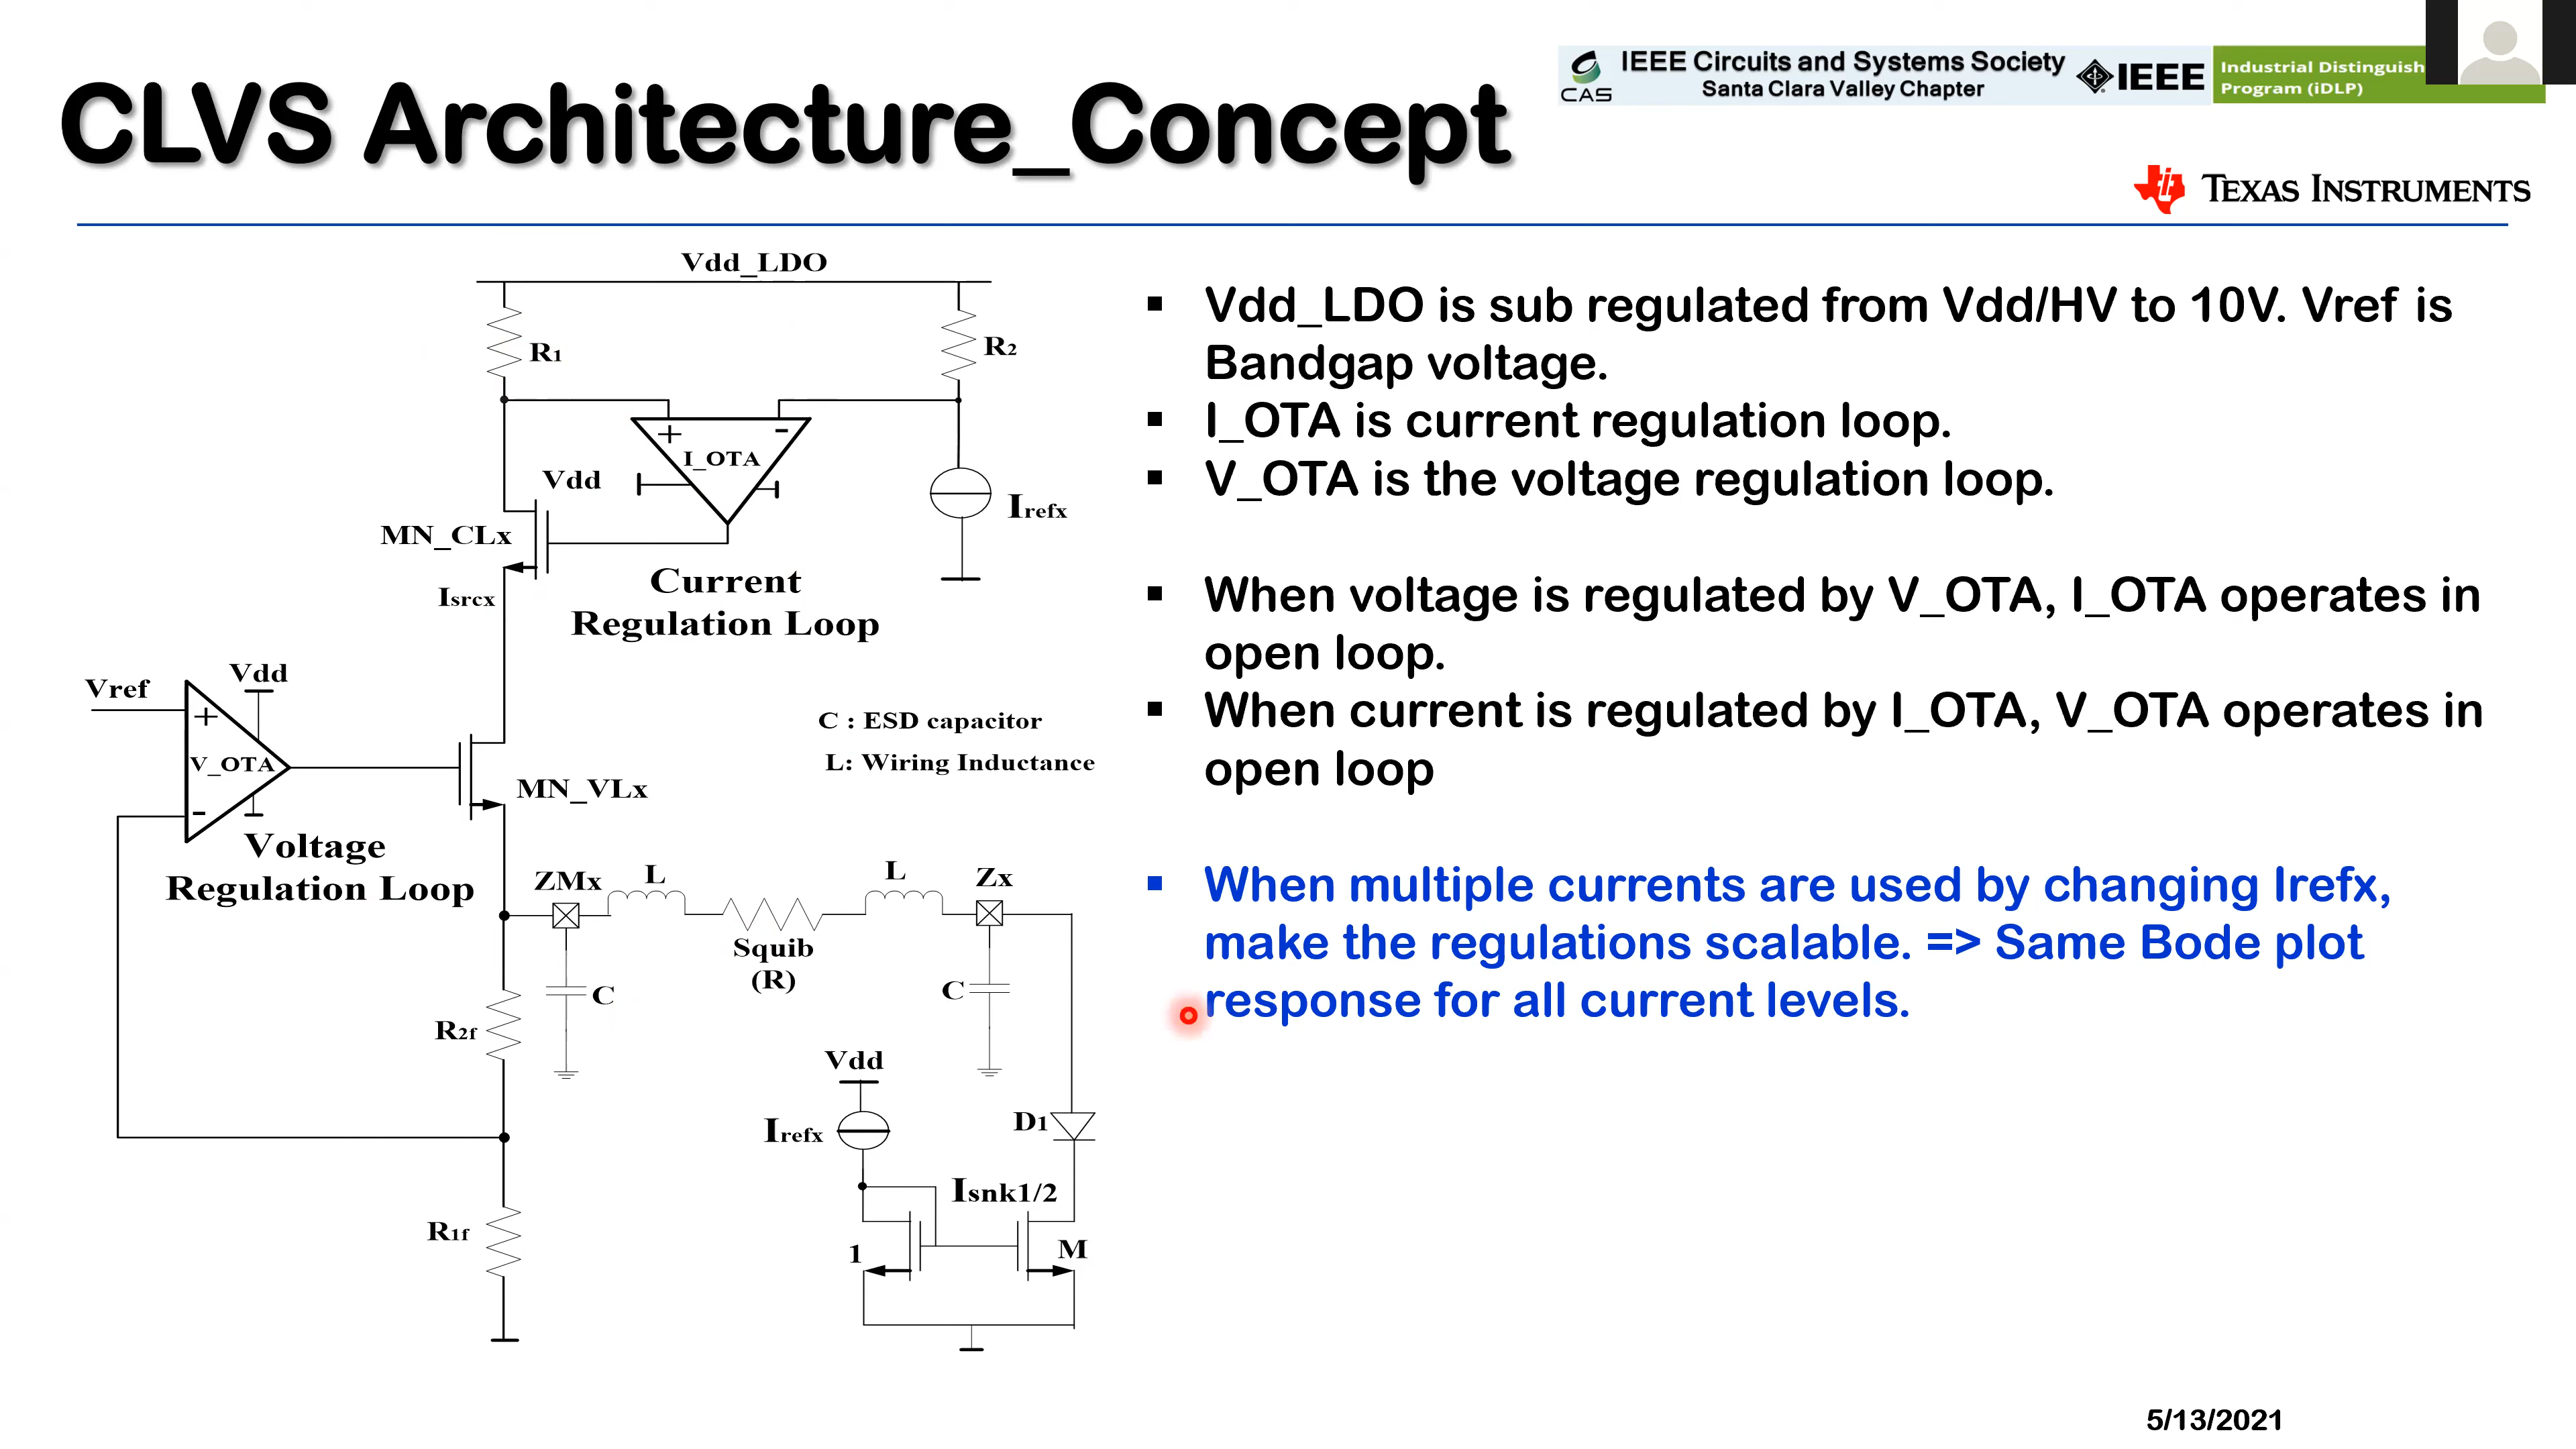 CLVS Architecture_Concept
CAS
IEEE Circuits and Systems Society
Santa Clara Valley Chapter
IEEE
Industrial Distinguish
Program (iDLP)
TEXAS INSTRUMENTS
Vdd_LDO
R1
R2
+
-
I_OTA
Vdd
MN_CLx
Irefx
Isrcx
Current
Regulation Loop
Vref
Vdd
+
V_OTA
-
MN_VLx
C : ESD capacitor
L: Wiring Inductance
Voltage
Regulation Loop
ZMx
L
L
Zx
Squib
(R)
C
C
R2f
Vdd
Irefx
D1
Isnk1/2
R1f
1
M
▪ Vdd_LDO is sub regulated from Vdd/HV to 10V. Vref is
Bandgap voltage.
▪ I_OTA is current regulation loop.
▪ V_OTA is the voltage regulation loop.
▪ When voltage is regulated by V_OTA, I_OTA operates in
open loop.
▪ When current is regulated by I_OTA, V_OTA operates in
open loop
▪ When multiple currents are used by changing Irefx,
make the regulations scalable. => Same Bode plot
response for all current levels.
5/13/2021